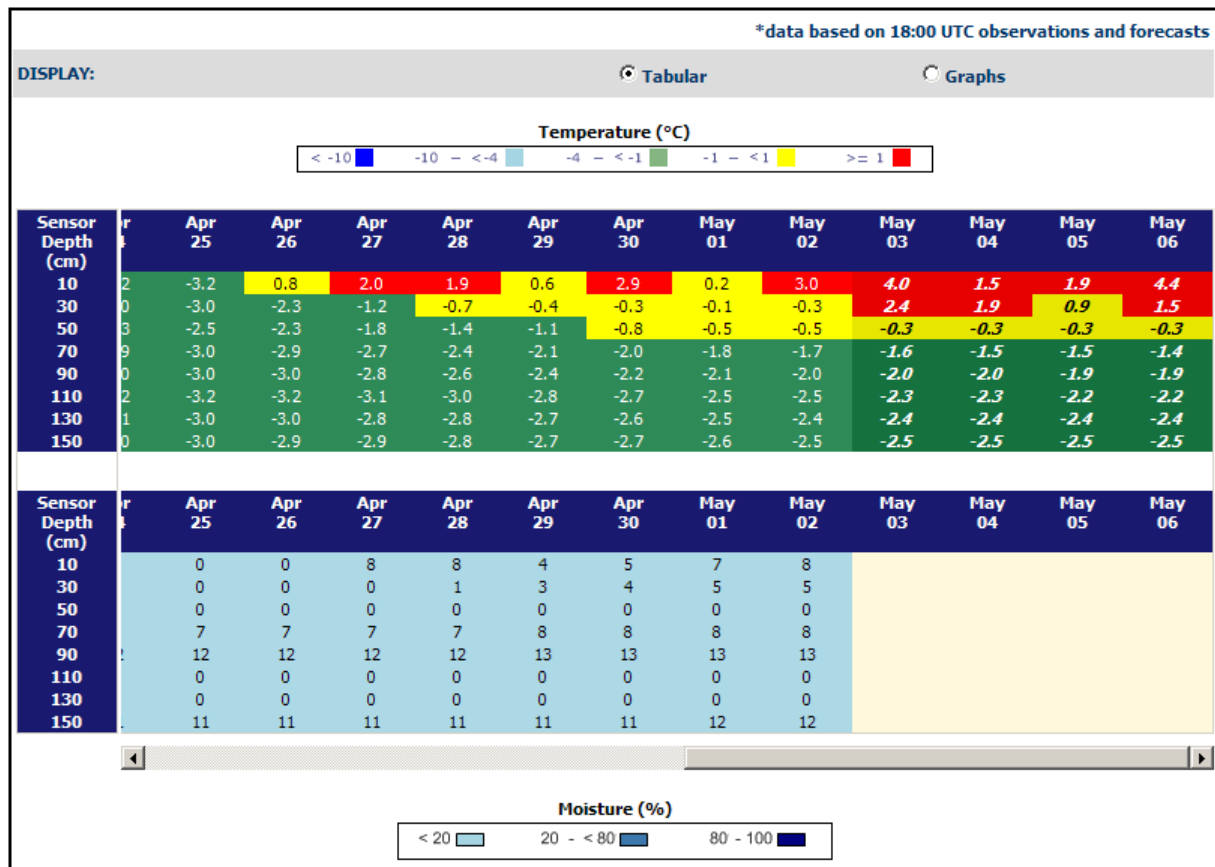 *data based on 18:00 UTC observations and forecasts
DISPLAY: Tabular Graphs
Temperature (°C)
< -10 -10 - <-4 -4 - <-1 -1 - <1 >= 1
Sensor Depth (cm) Apr 25 Apr 26 Apr 27 Apr 28 Apr 29 Apr 30 May 01 May 02 May 03 May 04 May 05 May 06
10 2 -3.2 0.8 2.0 1.9 0.6 2.9 0.2 3.0 4.0 1.5 1.9 4.4
30 0 -3.0 -2.3 -1.2 -0.7 -0.4 -0.3 -0.1 -0.3 2.4 1.9 0.9 1.5
50 3 -2.5 -2.3 -1.8 -1.4 -1.1 -0.8 -0.5 -0.5 -0.3 -0.3 -0.3 -0.3
70 9 -3.0 -2.9 -2.7 -2.4 -2.1 -2.0 -1.8 -1.7 -1.6 -1.5 -1.5 -1.4
90 0 -3.0 -3.0 -2.8 -2.6 -2.4 -2.2 -2.1 -2.0 -2.0 -2.0 -1.9 -1.9
110 2 -3.2 -3.2 -3.1 -3.0 -2.8 -2.7 -2.5 -2.5 -2.3 -2.3 -2.2 -2.2
130 1 -3.0 -3.0 -2.8 -2.8 -2.7 -2.6 -2.5 -2.4 -2.4 -2.4 -2.4 -2.4
150 0 -3.0 -2.9 -2.9 -2.8 -2.7 -2.7 -2.6 -2.5 -2.5 -2.5 -2.5 -2.5
Sensor Depth (cm) Apr 25 Apr 26 Apr 27 Apr 28 Apr 29 Apr 30 May 01 May 02 May 03 May 04 May 05 May 06
10 0 0 8 8 4 5 7 8
30 0 0 0 1 3 4 5 5
50 0 0 0 0 0 0 0 0
70 7 7 7 7 8 8 8 8
90 12 12 12 12 13 13 13 13
110 0 0 0 0 0 0 0 0
130 0 0 0 0 0 0 0 0
150 11 11 11 11 11 11 12 12
Moisture (%)
< 20 20 - < 80 80 - 100